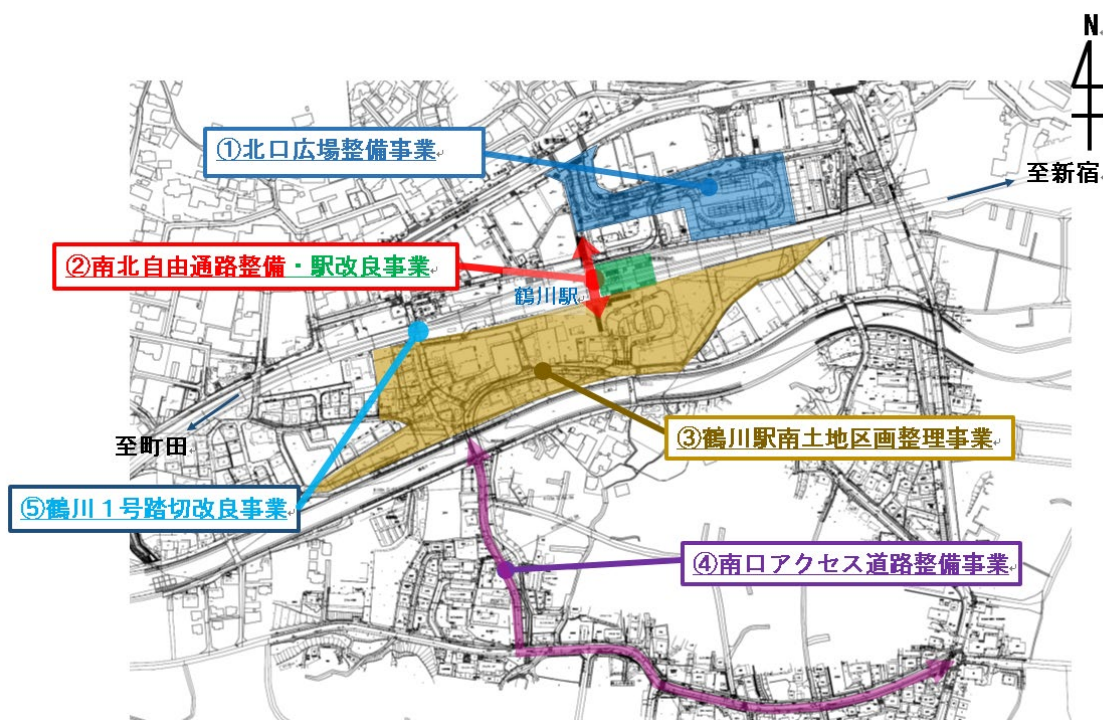 N
①北口広場整備事業
至新宿
②南北自由通路整備・駅改良事業
鶴川駅
③鶴川駅南土地区画整理事業
至町田
⑤鶴川１号踏切改良事業
④南口アクセス道路整備事業